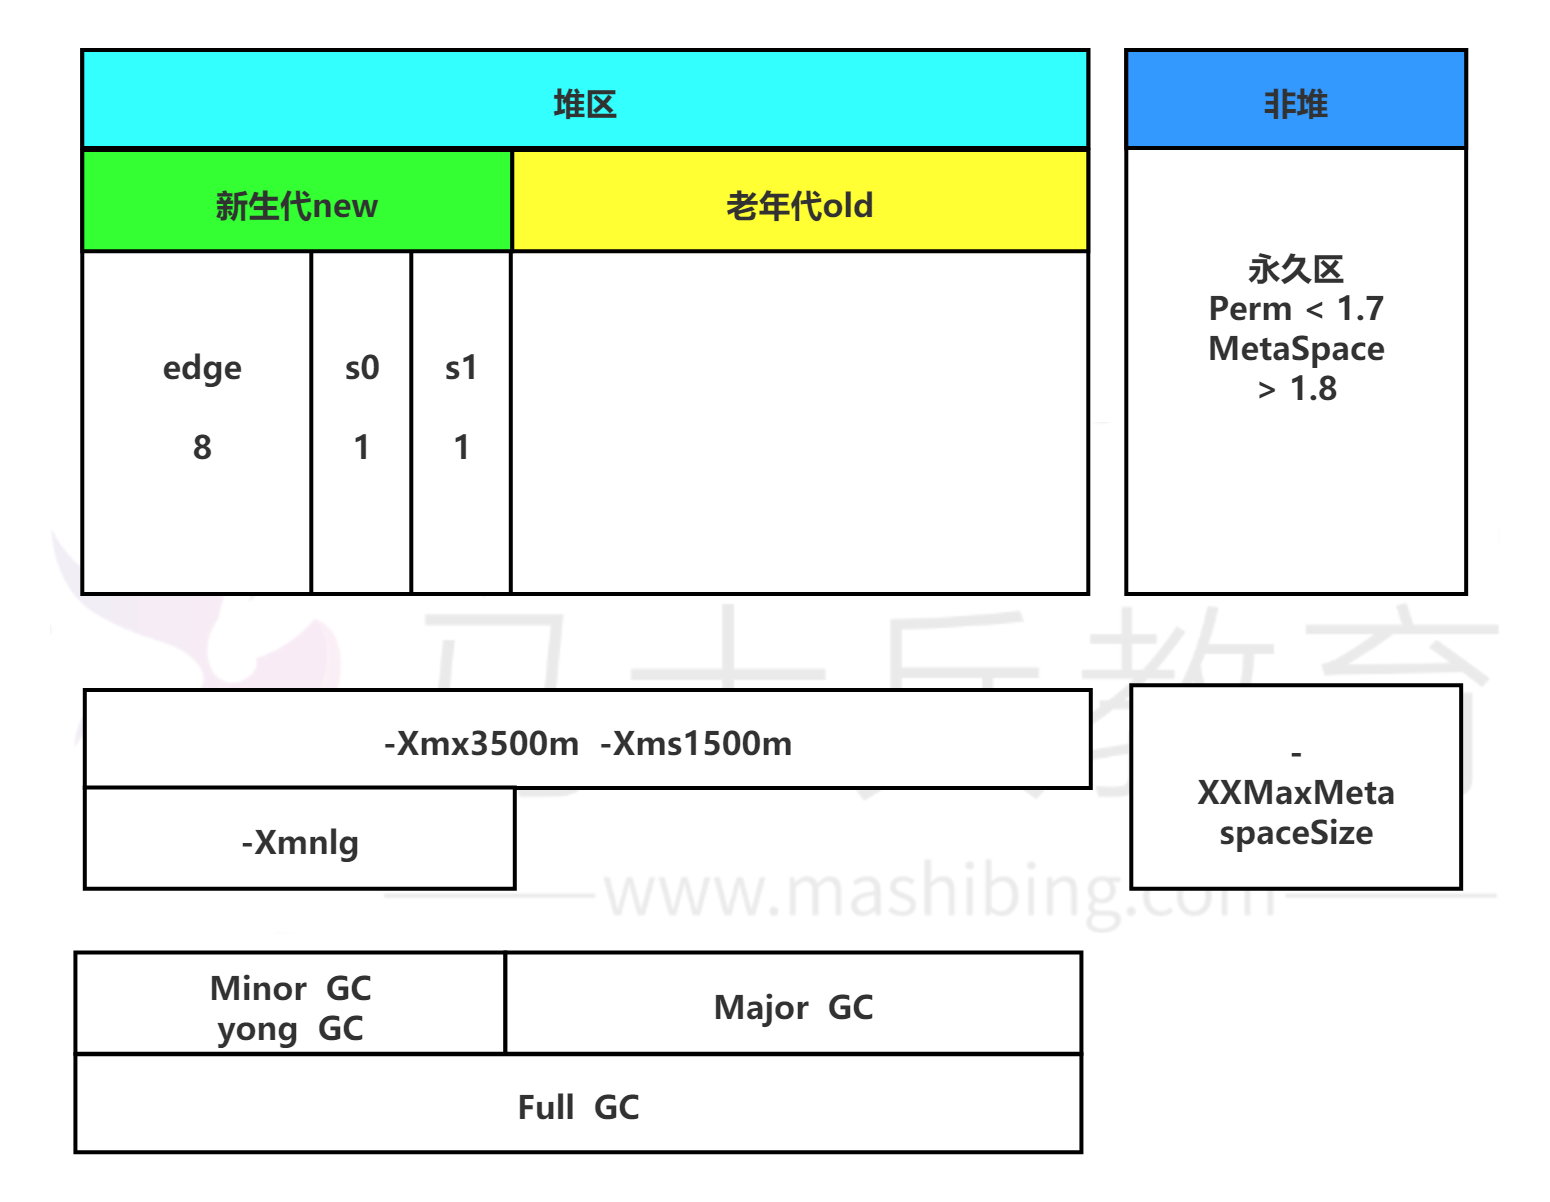 堆区
非堆
新生代new
老年代old
永久区
Perm < 1.7
MetaSpace
> 1.8
edge
s0
s1
8
1
1
马士兵教育
-Xmx3500m -Xms1500m
-
XXMaxMeta
spaceSize
-Xmnlg
www.mashibing.com
Minor GC
yong GC
Major GC
Full GC